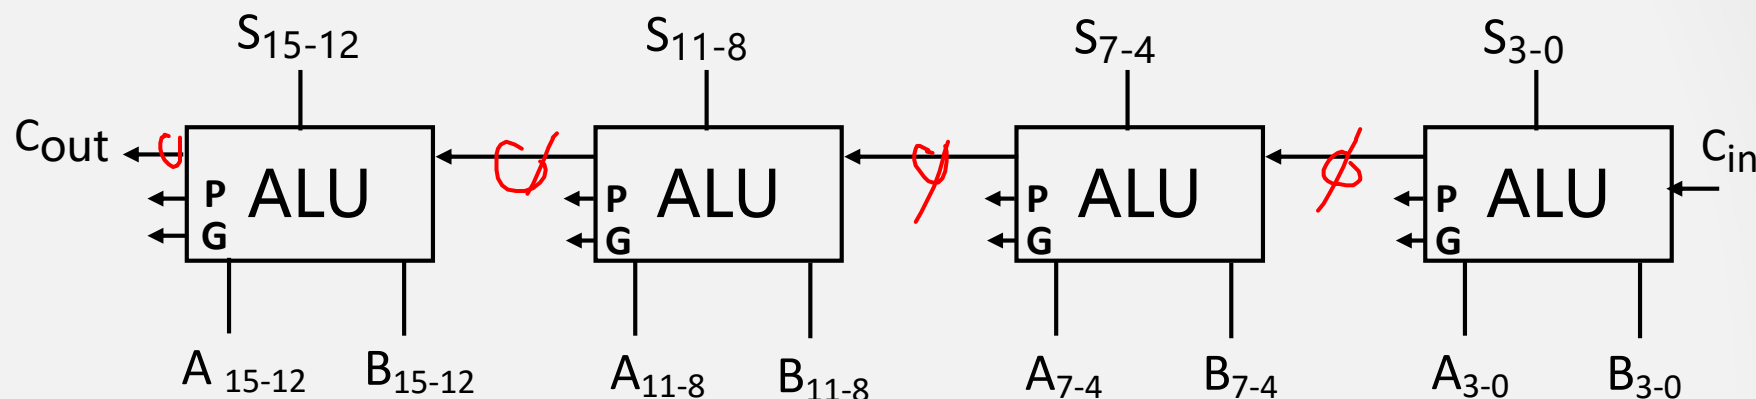 S15-12 S11-8 S7-4 S3-0
Cout Cin
P ALU P ALU P ALU P ALU
G G G G
A 15-12 B15-12 A11-8 B11-8 A7-4 B7-4 A3-0 B3-0